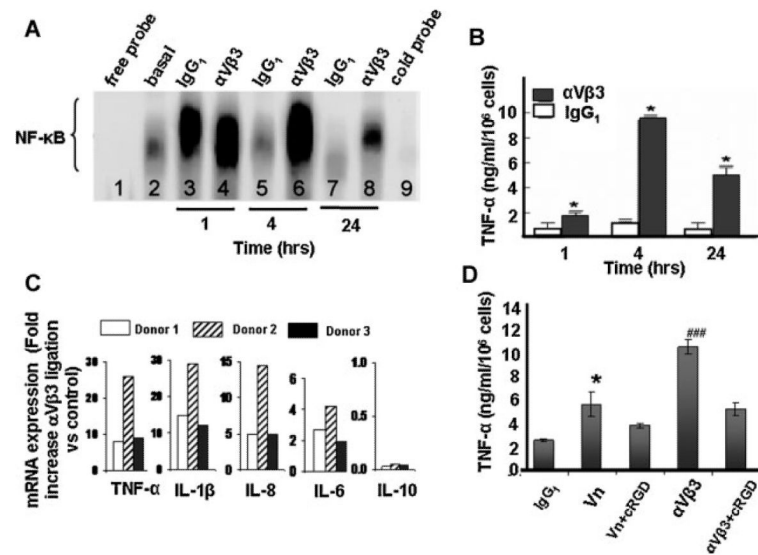 A
free probe
basal
IgG1
αVβ3
IgG1
αVβ3
IgG1
αVβ3
cold probe
NF-κB
1 2 3 4 5 6 7 8 9
1 4 24
Time (hrs)
B
αVβ3
IgG1
TNF-α (ng/ml/10⁶ cells)
10
8
6
4
2
*
*
*
1 4 24
Time (hrs)
C
Donor 1 Donor 2 Donor 3
mRNA expression (Fold
increase αVβ3 ligation
vs control)
30
20
10
0
TNF-α
30
20
10
0
IL-1β
15
10
5
0
IL-8
6
4
2
0
IL-6
1.0
0.5
0.0
IL-10
D
TNF-α (ng/ml/10⁶ cells)
14
12
10
8
6
4
2
0
*
###
IgG1
Vn
Vn+cRGD
αVβ3
αVβ3+cRGD